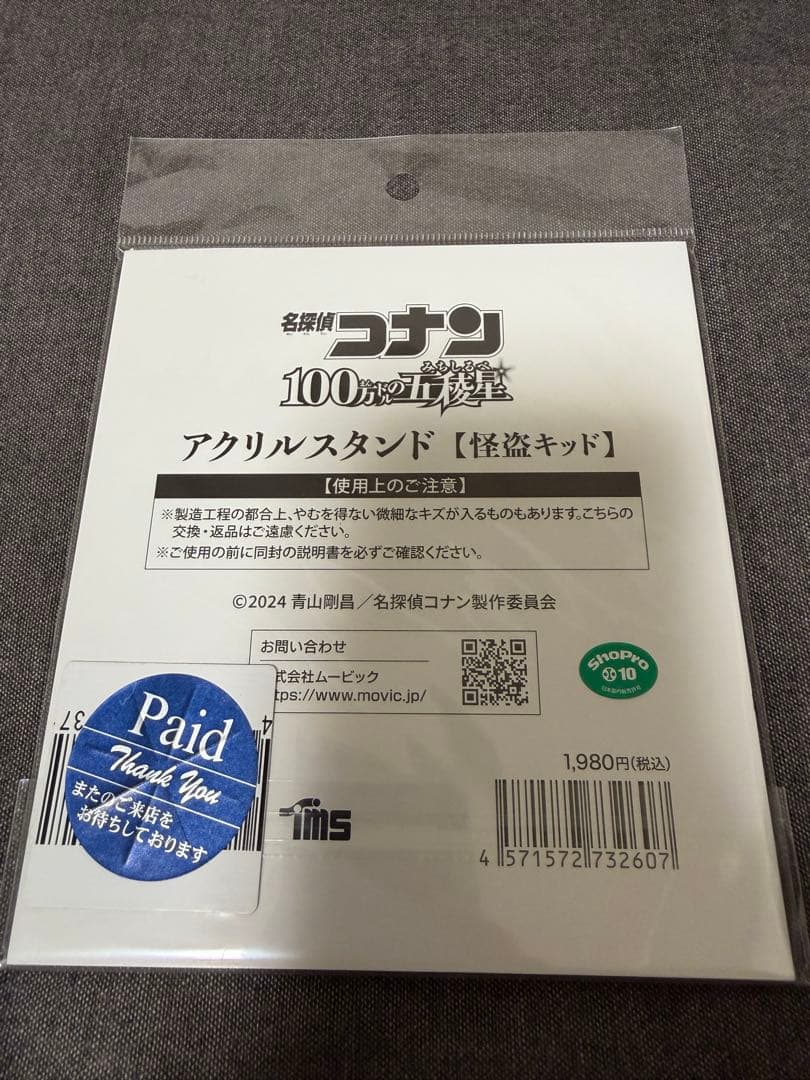 名探偵
コナン
100万ドルの五稜星
みちしるべ
アクリルスタンド【怪盗キッド】
【使用上のご注意】
※製造工程の都合上、やむを得ない微細なキズが入るものもあります。こちらの
交換・返品はご遠慮ください。
※ご使用の前に同封の説明書を必ずご確認ください。
©2024 青山剛昌／名探偵コナン製作委員会
お問い合わせ
式会社ムービック
ttps://www.movic.jp/
ShoPro
10
1,980円(税込)
4 571572 732607
tms
4
37
Paid
Thank You
またのご来店を
お待ちしております